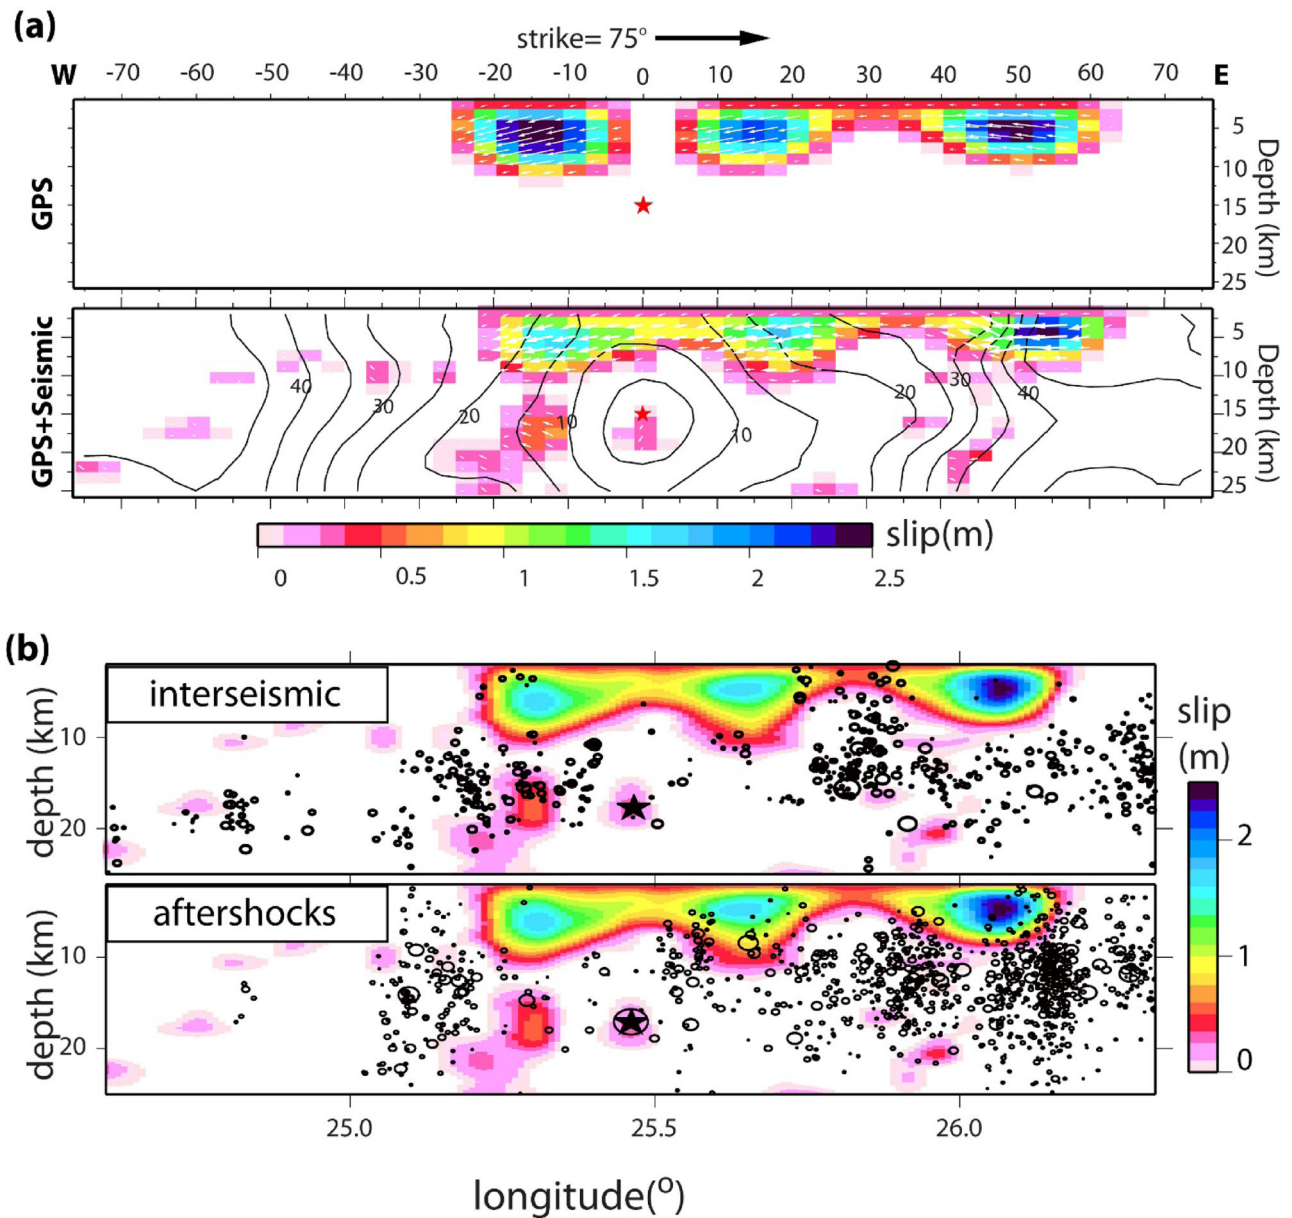 (a)
strike= 75°
W -70 -60 -50 -40 -30 -20 -10 0 10 20 30 40 50 60 70 E
GPS
5
10
15
20
25
Depth (km)
GPS+Seismic
40
30
20
10
10
20
30
40
5
10
15
20
25
Depth (km)
slip(m)
0 0.5 1 1.5 2 2.5
(b)
interseismic
depth (km)
10
20
aftershocks
depth (km)
10
20
slip
(m)
2
1
0
25.0 25.5 26.0
longitude(°)